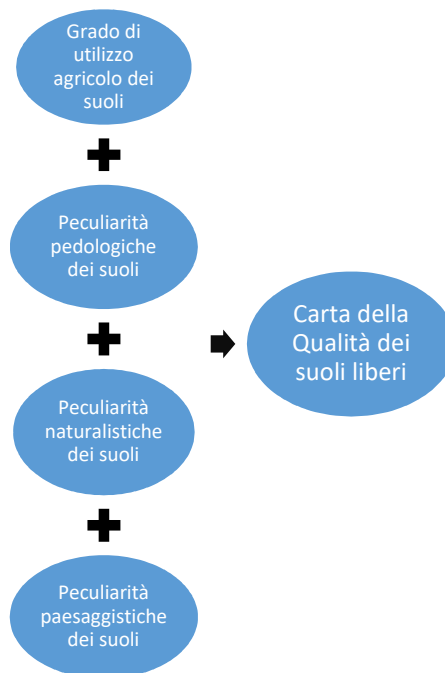 Grado di
utilizzo
agricolo dei
suoli
Peculiarità
pedologiche
dei suoli
Peculiarità
naturalistiche
dei suoli
Peculiarità
paesaggistiche
dei suoli
Carta della
Qualità dei
suoli liberi